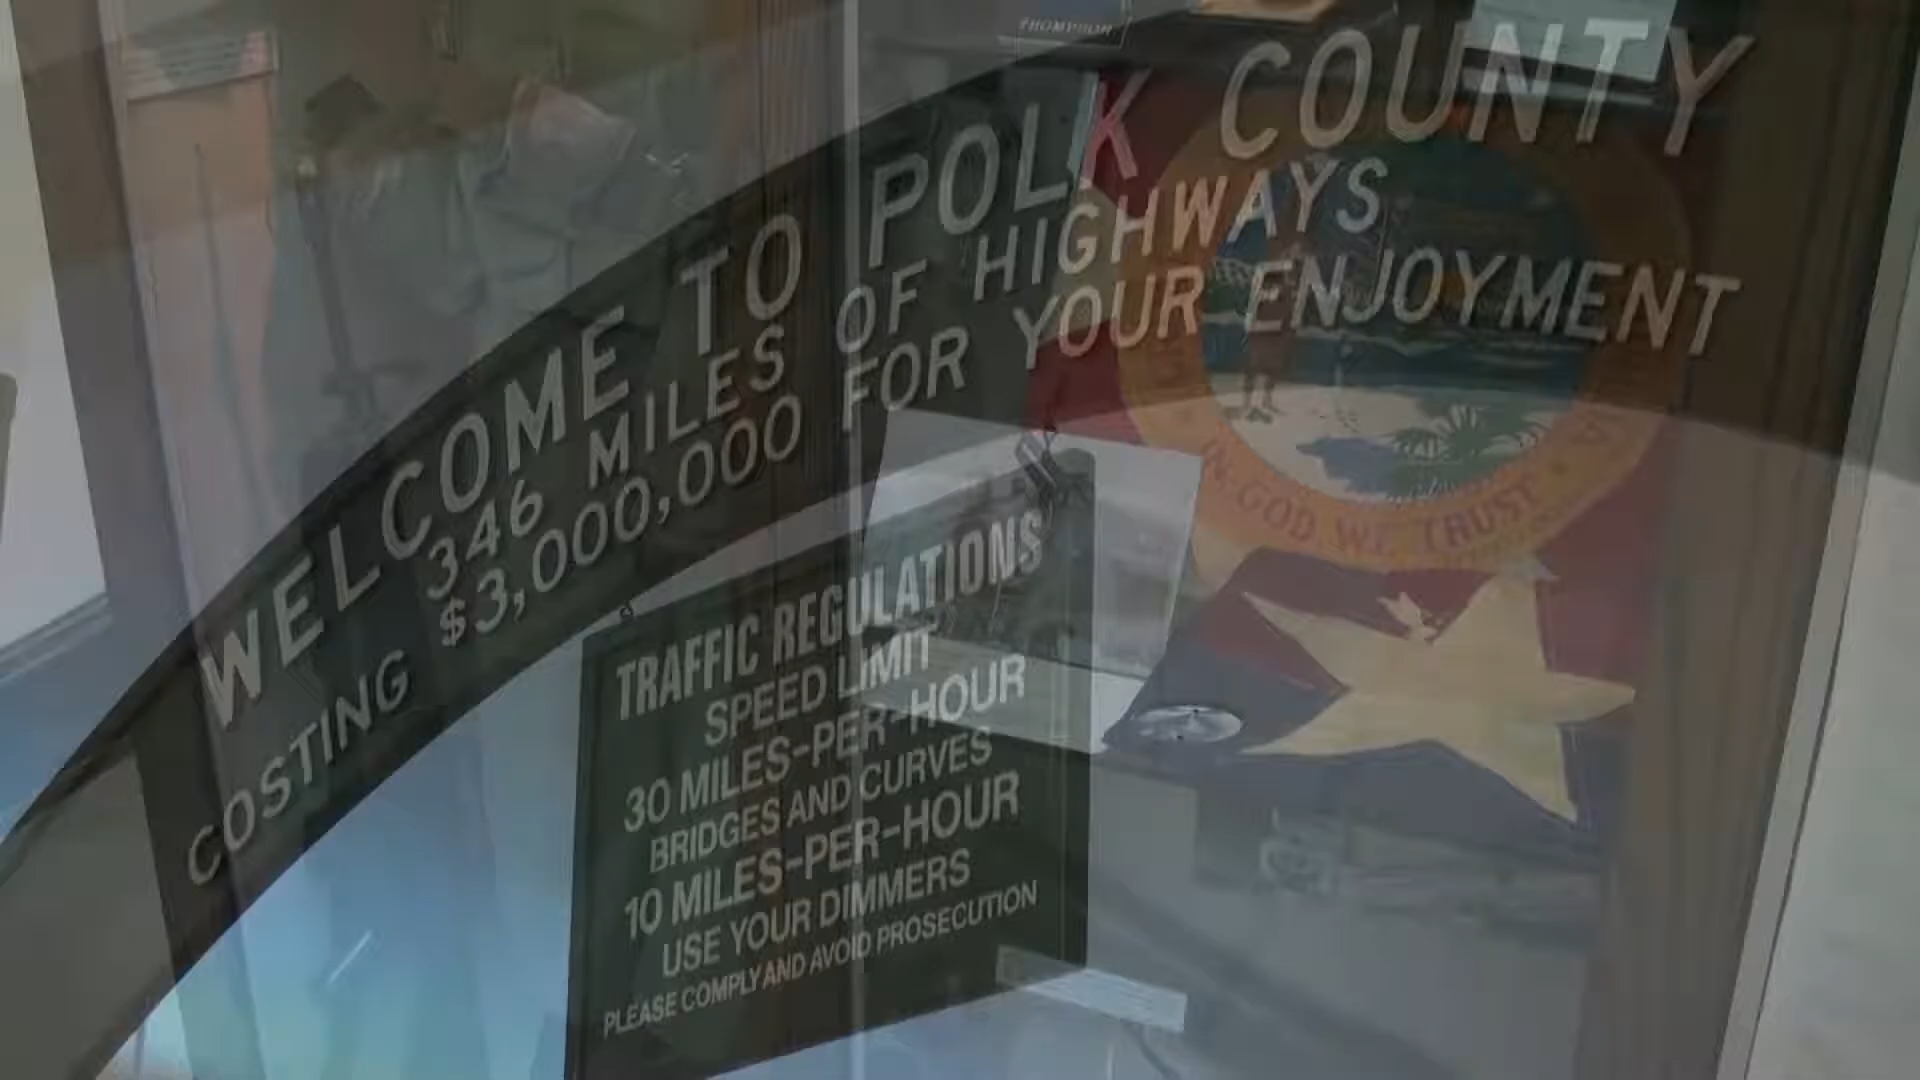 THOMPSON
WELCOME TO POLK COUNTY
346 MILES OF HIGHWAYS
COSTING $3,000,000 FOR YOUR ENJOYMENT
TRAFFIC REGULATIONS
SPEED LIMIT
30 MILES-PER-HOUR
BRIDGES AND CURVES
10 MILES-PER-HOUR
USE YOUR DIMMERS
PLEASE COMPLY AND AVOID PROSECUTION
IN GOD WE TRUST